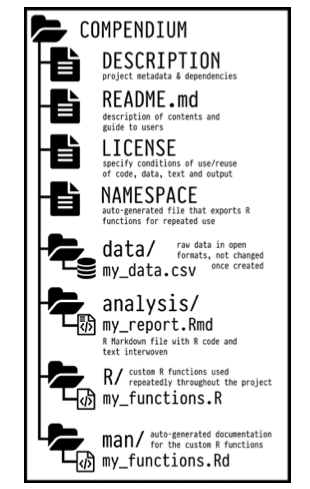 COMPENDIUM
DESCRIPTION
project metadata & dependencies
README.md
description of contents and
guide to users
LICENSE
specify conditions of use/reuse
of code, data, text and output
NAMESPACE
auto-generated file that exports R
functions for repeated use
data/
raw data in open
formats, not changed
once created
my_data.csv
analysis/
my_report.Rmd
R Markdown file with R code and
text interwoven
R/
custom R functions used
repeatedly throughout the project
my_functions.R
man/
auto-generated documentation
for the custom R functions
my_functions.Rd